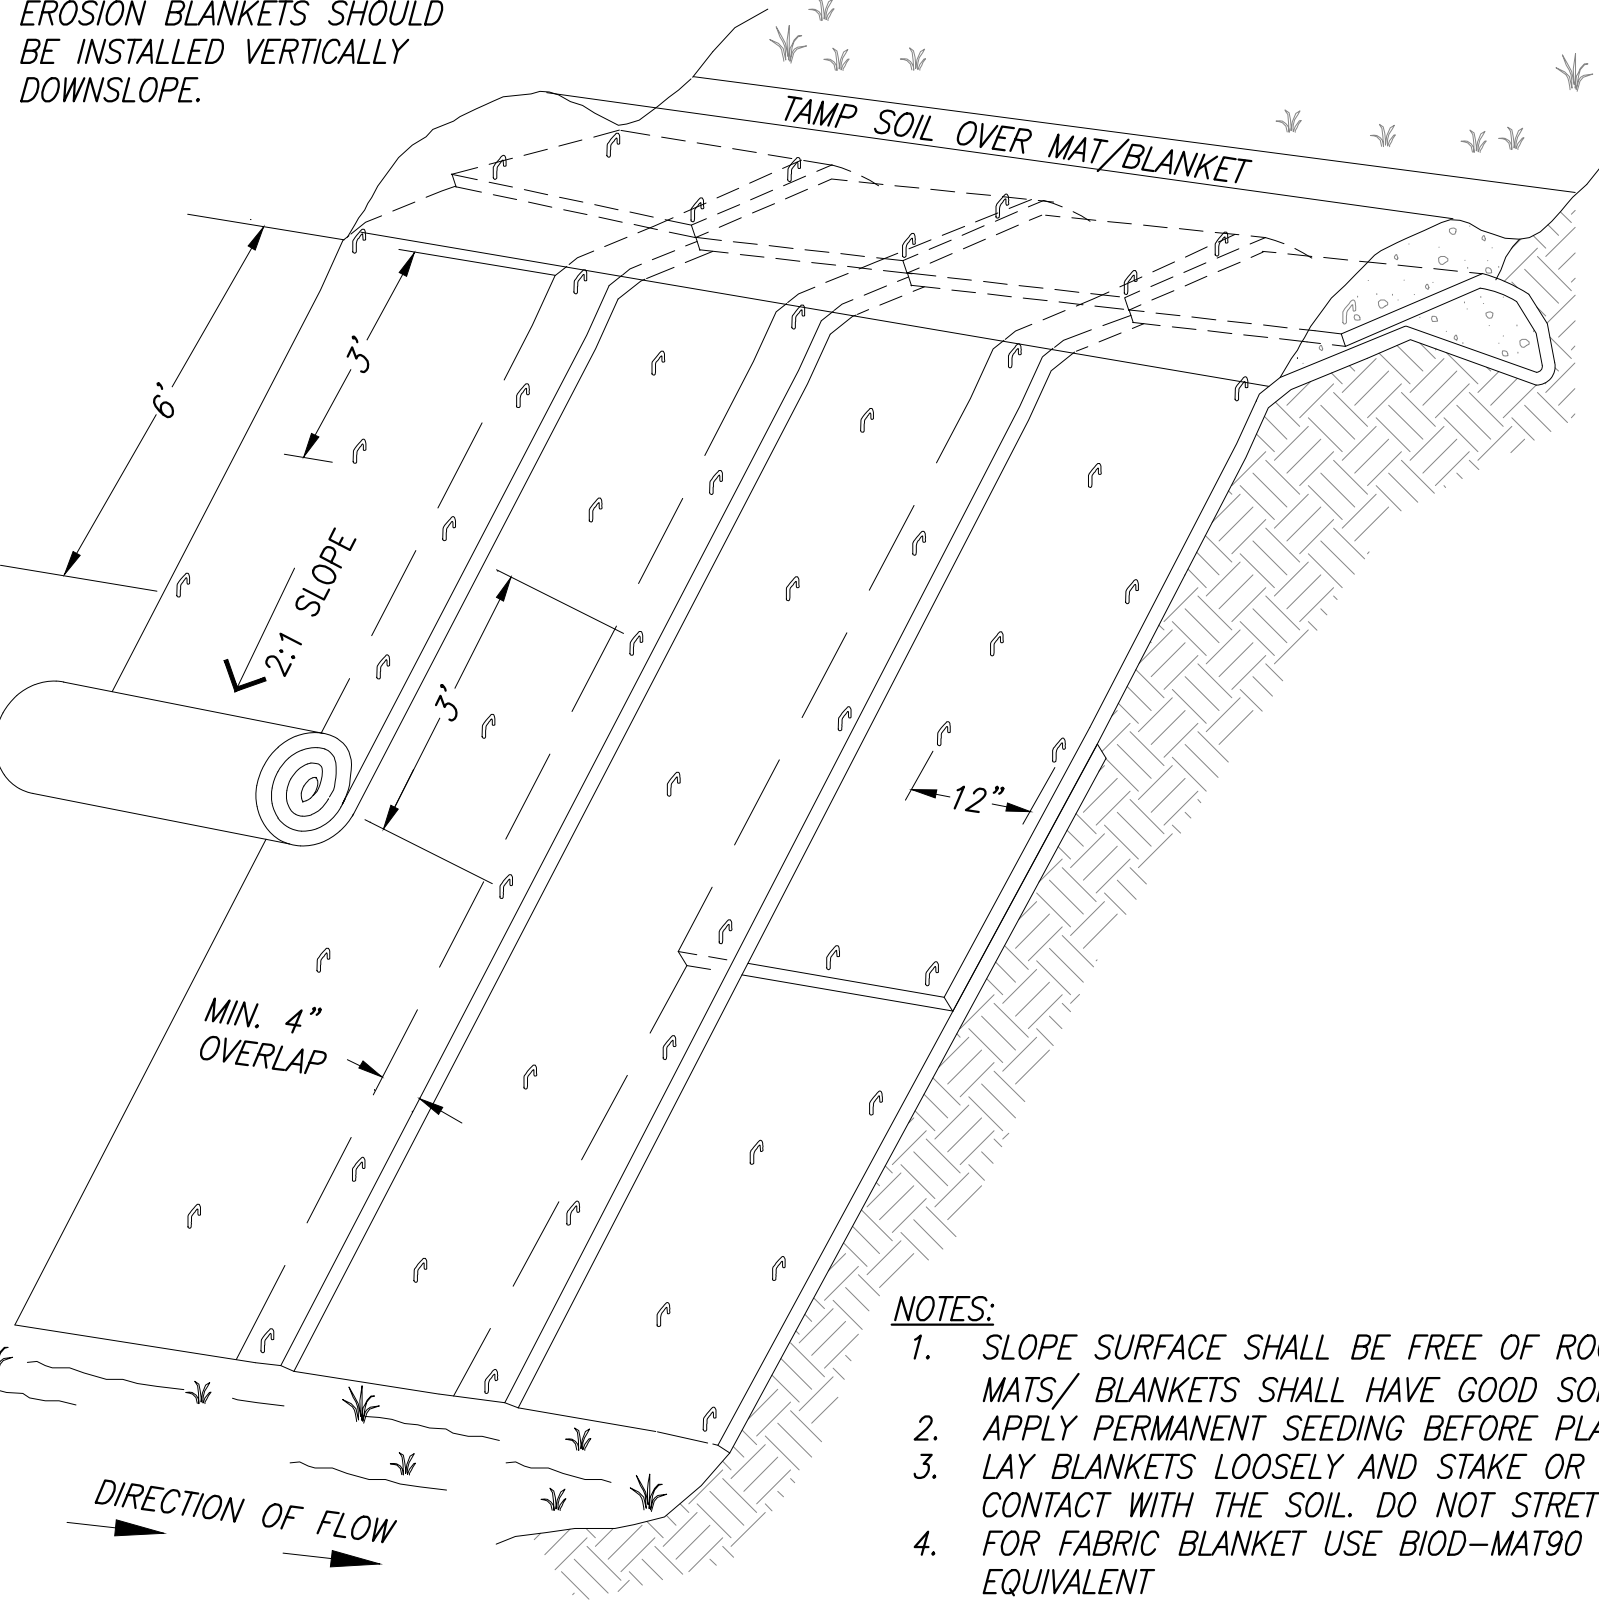 EROSION BLANKETS SHOULD
BE INSTALLED VERTICALLY
DOWNSLOPE.
TAMP SOIL OVER MAT/BLANKET
6'
3'
2:1 SLOPE
3'
12"
MIN. 4"
OVERLAP
DIRECTION OF FLOW
NOTES:
1. SLOPE SURFACE SHALL BE FREE OF
MATS/ BLANKETS SHALL HAVE GOOD
2. APPLY PERMANENT SEEDING BEFORE
3. LAY BLANKETS LOOSELY AND STAKE OR
CONTACT WITH THE SOIL. DO NOT
4. FOR FABRIC BLANKET USE BIOD-MAT90
EQUIVALENT